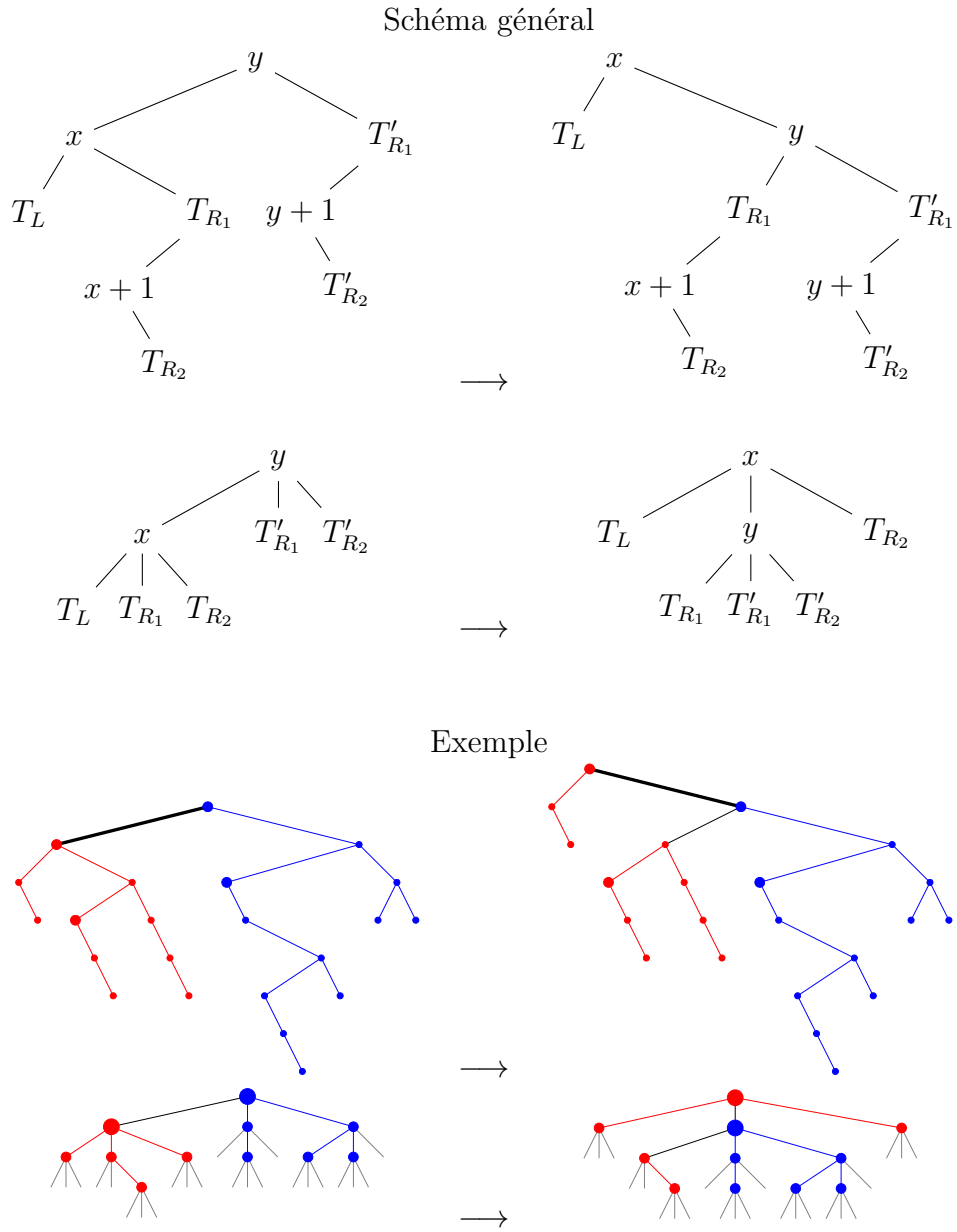 Schéma général
y x
x T'_{R_1} T_L y
T_L T_{R_1} y + 1 T_{R_1} T'_{R_1}
x + 1 T'_{R_2} x + 1 y + 1
T_{R_2} T_{R_2} T'_{R_2}
⟶
y x
x T'_{R_1} T'_{R_2} T_L y T_{R_2}
T_L T_{R_1} T_{R_2} T_{R_1} T'_{R_1} T'_{R_2}
⟶
Exemple
⟶
⟶